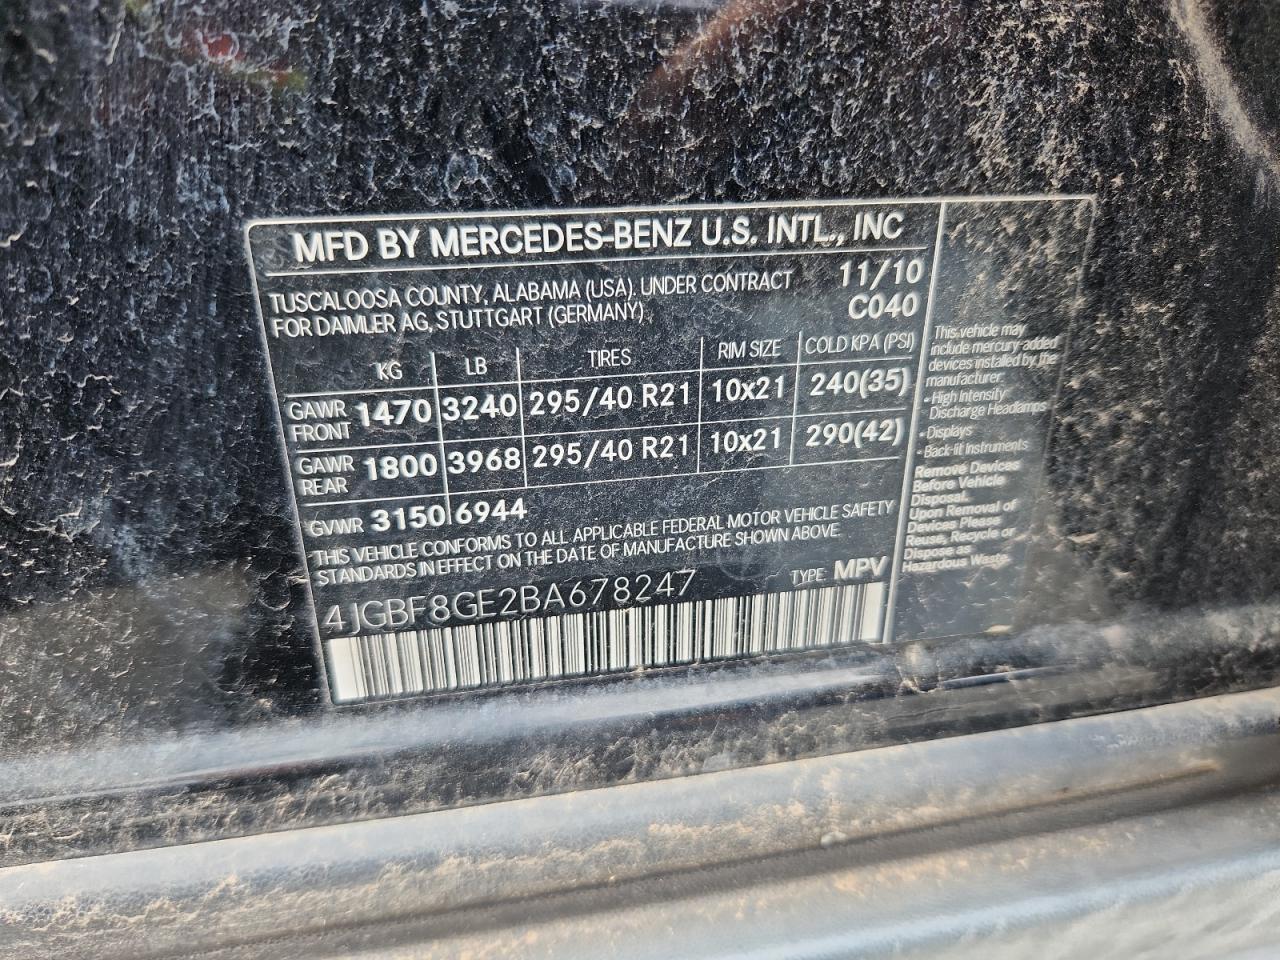 MFD BY MERCEDES-BENZ U.S. INTL., INC
TUSCALOOSA COUNTY, ALABAMA (USA), UNDER CONTRACT 11/10
FOR DAIMLER AG, STUTTGART (GERMANY) C040
KG LB TIRES RIM SIZE COLD KPA (PSI)
GAWR FRONT 1470 3240 295/40 R21 10x21 240(35)
GAWR REAR 1800 3968 295/40 R21 10x21 290(42)
GVWR 3150 6944
THIS VEHICLE CONFORMS TO ALL APPLICABLE FEDERAL MOTOR VEHICLE SAFETY
STANDARDS IN EFFECT ON THE DATE OF MANUFACTURE SHOWN ABOVE.
4JGBF8GE2BA678247 TYPE: MPV
This vehicle may
include mercury-added
devices installed by the
manufacturer:
• High Intensity
Discharge Headlamps
• Displays
• Back-lit Instruments
Remove Devices
Before Vehicle
Disposal.
Upon Removal of
Devices Please
Reuse, Recycle or
Dispose as
Hazardous Waste.